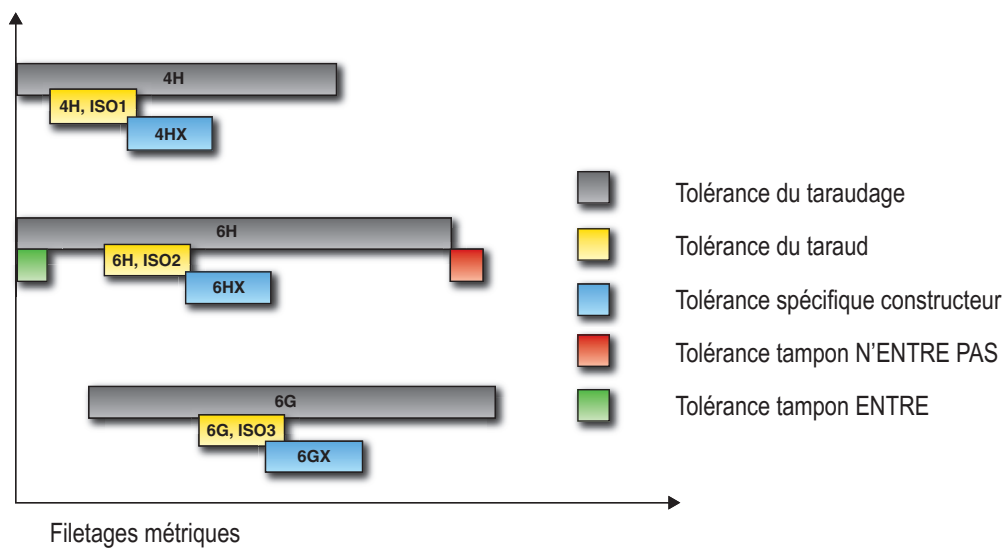 4H
4H, ISO1
4HX
6H
6H, ISO2
6HX
6G
6G, ISO3
6GX
Tolérance du taraudage
Tolérance du taraud
Tolérance spécifique constructeur
Tolérance tampon N'ENTRE PAS
Tolérance tampon ENTRE
Filetages métriques